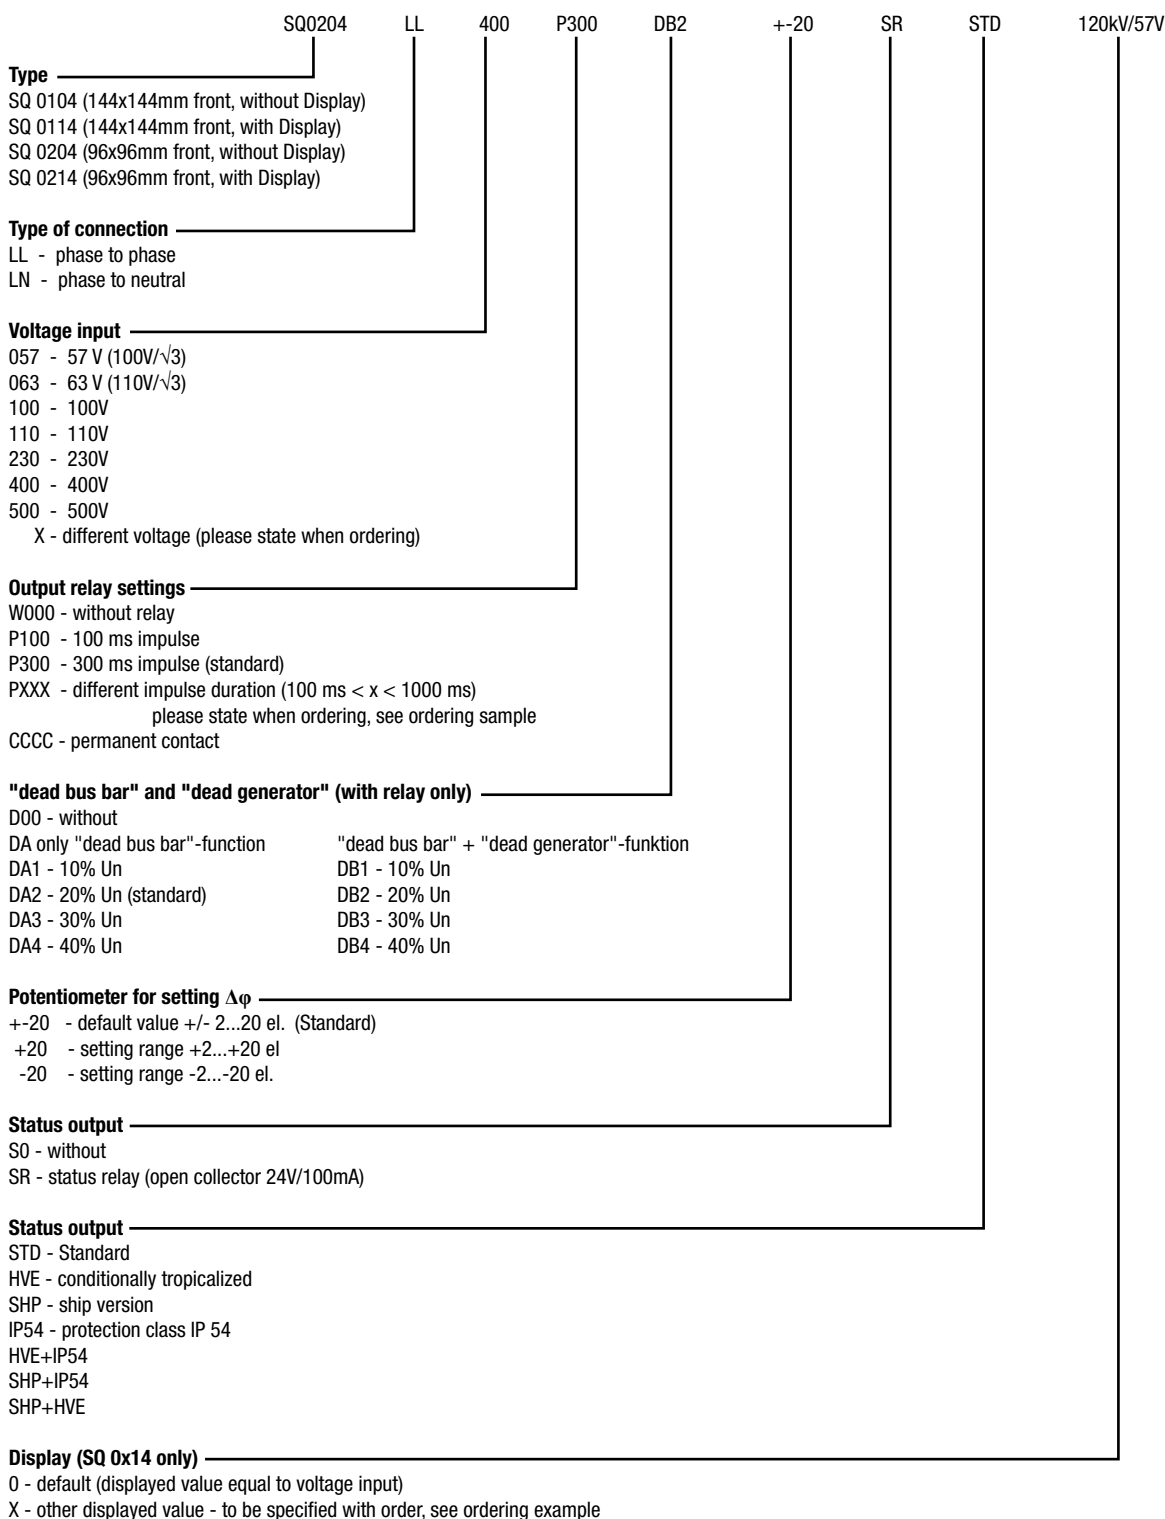 SQ0204 LL 400 P300 DB2 +-20 SR STD 120kV/57V
Type
SQ 0104 (144x144mm front, without Display)
SQ 0114 (144x144mm front, with Display)
SQ 0204 (96x96mm front, without Display)
SQ 0214 (96x96mm front, with Display)
Type of connection
LL - phase to phase
LN - phase to neutral
Voltage input
057 - 57 V (100V/√3)
063 - 63 V (110V/√3)
100 - 100V
110 - 110V
230 - 230V
400 - 400V
500 - 500V
X - different voltage (please state when ordering)
Output relay settings
W000 - without relay
P100 - 100 ms impulse
P300 - 300 ms impulse (standard)
PXXX - different impulse duration (100 ms < x < 1000 ms)
please state when ordering, see ordering sample
CCCC - permanent contact
"dead bus bar" and "dead generator" (with relay only)
D00 - without
DA only "dead bus bar"-function "dead bus bar" + "dead generator"-funktion
DA1 - 10% Un DB1 - 10% Un
DA2 - 20% Un (standard) DB2 - 20% Un
DA3 - 30% Un DB3 - 30% Un
DA4 - 40% Un DB4 - 40% Un
Potentiometer for setting Δφ
+-20 - default value +/- 2...20 el. (Standard)
+20 - setting range +2...+20 el
-20 - setting range -2...-20 el.
Status output
S0 - without
SR - status relay (open collector 24V/100mA)
Status output
STD - Standard
HVE - conditionally tropicalized
SHP - ship version
IP54 - protection class IP 54
HVE+IP54
SHP+IP54
SHP+HVE
Display (SQ 0x14 only)
0 - default (displayed value equal to voltage input)
X - other displayed value - to be specified with order, see ordering example